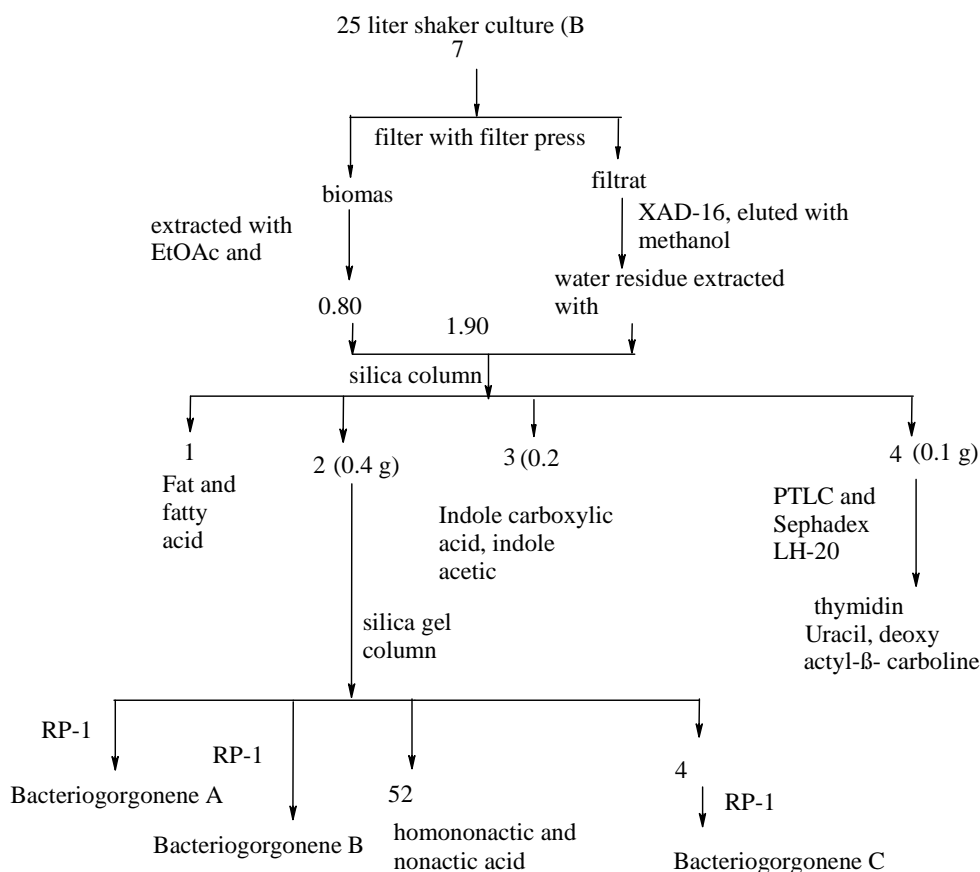 25 liter shaker culture (B
7
filter with filter press
biomas
filtrat
extracted with
EtOAc and
XAD-16, eluted with
methanol
water residue extracted
with
0.80
1.90
silica column
1
Fat and
fatty
acid
2 (0.4 g)
3 (0.2
Indole carboxylic
acid, indole
acetic
4 (0.1 g)
PTLC and
Sephadex
LH-20
thymidin
Uracil, deoxy
actyl-ß- carboline
silica gel
column
RP-1
Bacteriogorgonene A
RP-1
Bacteriogorgonene B
52
homononactic and
nonactic acid
4
RP-1
Bacteriogorgonene C